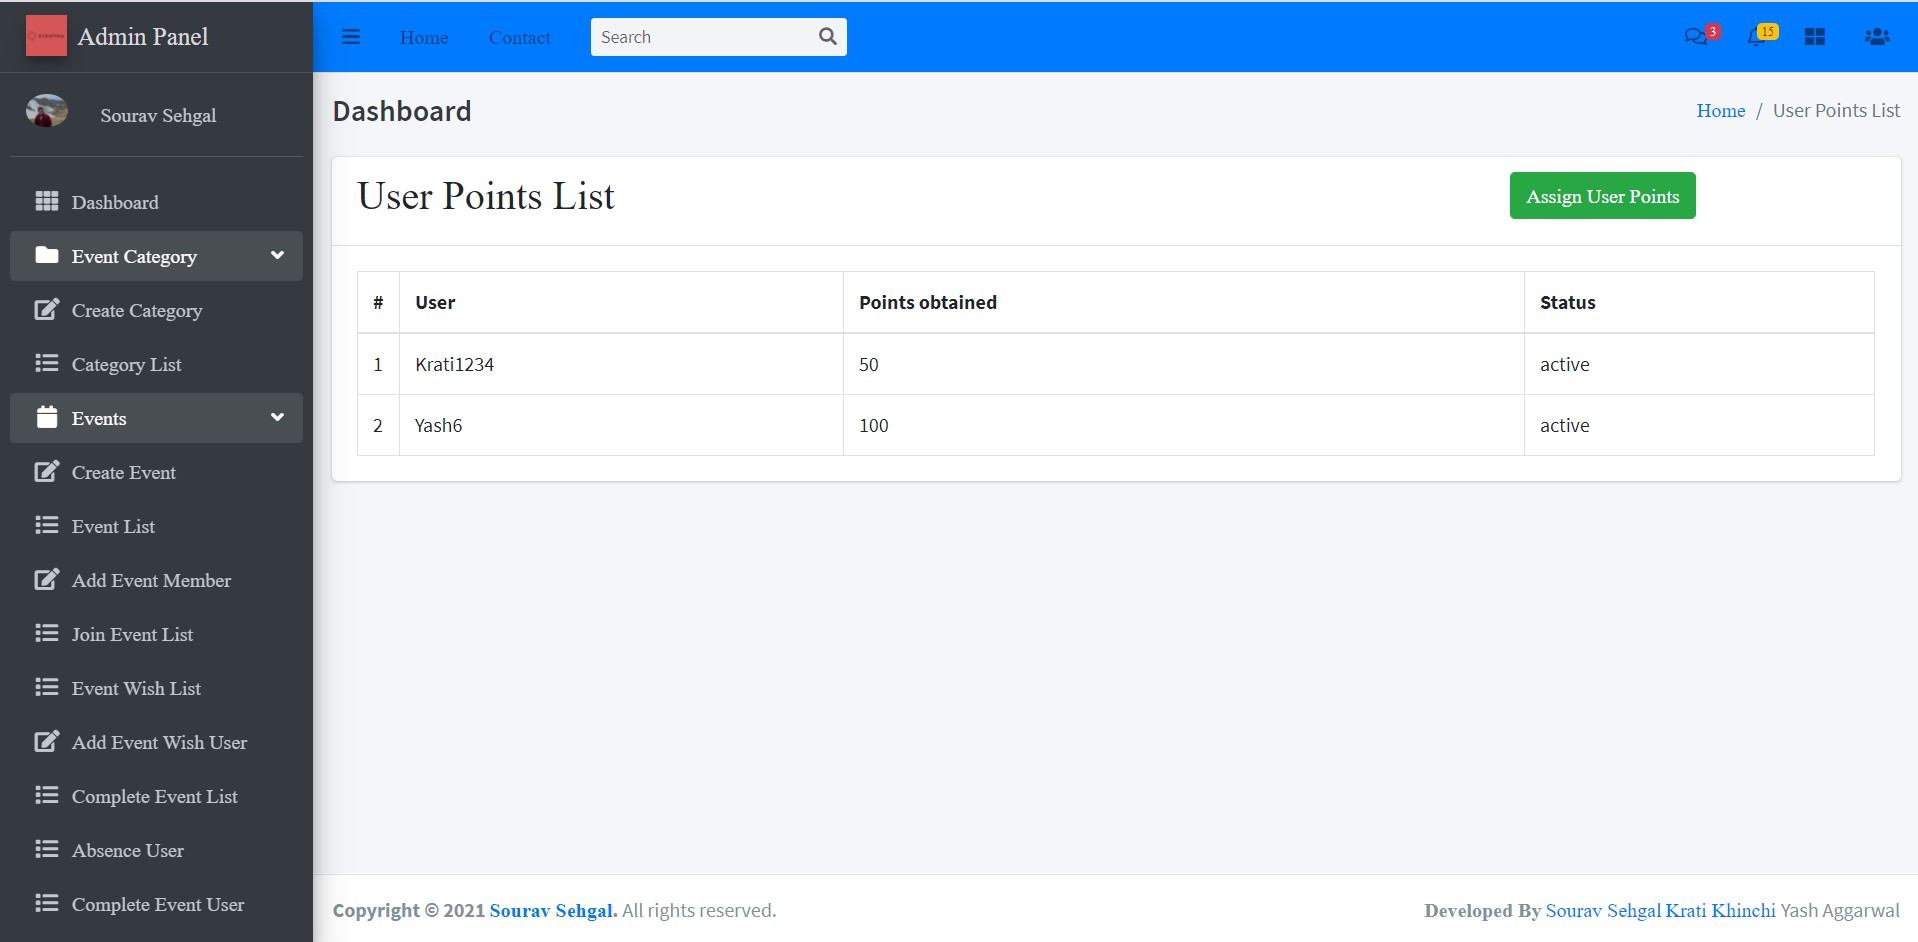 Admin Panel
Home Contact Search 3 15
Sourav Sehgal
Dashboard
Event Category
Create Category
Category List
Events
Create Event
Event List
Add Event Member
Join Event List
Event Wish List
Add Event Wish User
Complete Event List
Absence User
Complete Event User
Dashboard
Home / User Points List
User Points List
Assign User Points
# User Points obtained Status
1 Krati1234 50 active
2 Yash6 100 active
Copyright © 2021 Sourav Sehgal. All rights reserved.
Developed By Sourav Sehgal Krati Khinchi Yash Aggarwal